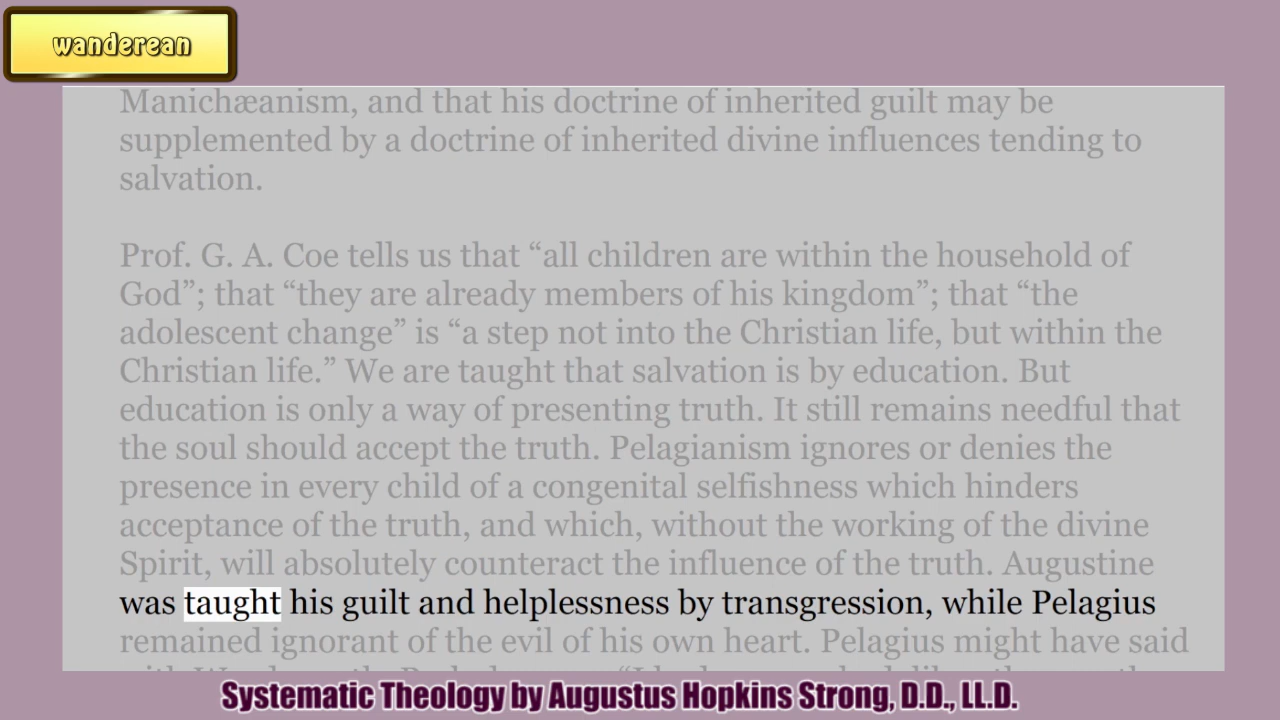 wanderean
Manichæanism, and that his doctrine of inherited guilt may be
supplemented by a doctrine of inherited divine influences tending to
salvation.
Prof. G. A. Coe tells us that “all children are within the household of
God”; that “they are already members of his kingdom”; that “the
adolescent change” is “a step not into the Christian life, but within the
Christian life.” We are taught that salvation is by education. But
education is only a way of presenting truth. It still remains needful that
the soul should accept the truth. Pelagianism ignores or denies the
presence in every child of a congenital selfishness which hinders
acceptance of the truth, and which, without the working of the divine
Spirit, will absolutely counteract the influence of the truth. Augustine
was taught his guilt and helplessness by transgression, while Pelagius
remained ignorant of the evil of his own heart. Pelagius might have said
Systematic Theology by Augustus Hopkins Strong, D.D., LL.D.